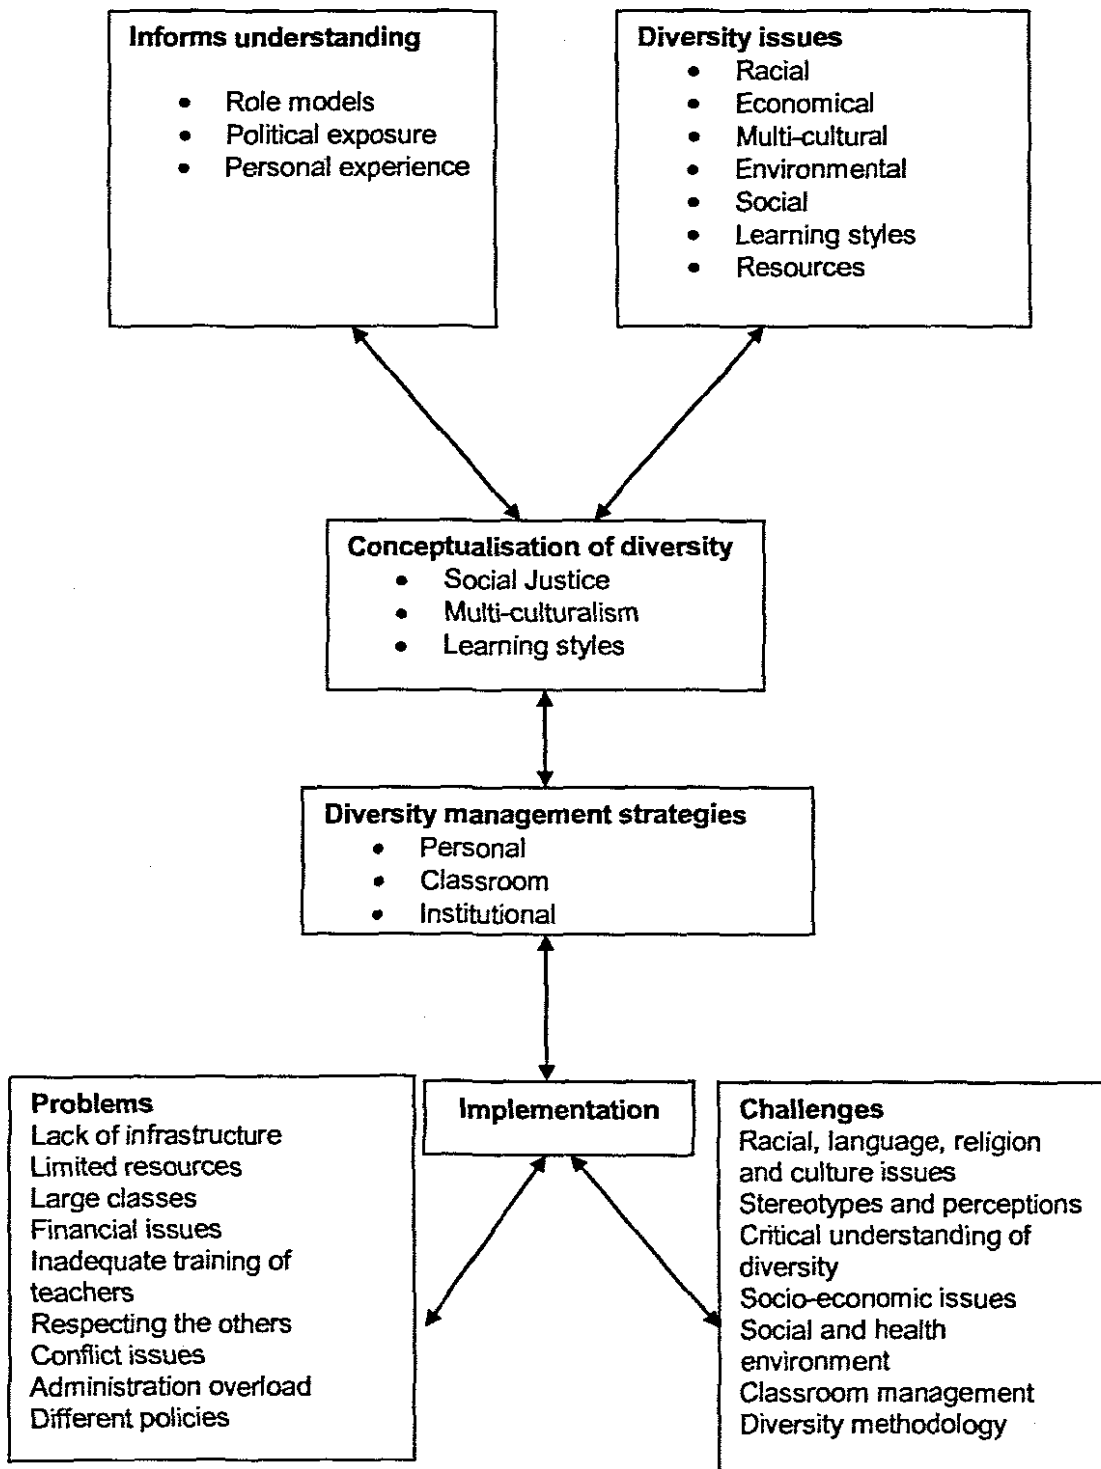 Informs understanding
• Role models
• Political exposure
• Personal experience
Diversity issues
• Racial
• Economical
• Multi-cultural
• Environmental
• Social
• Learning styles
• Resources
Conceptualisation of diversity
• Social Justice
• Multi-culturalism
• Learning styles
Diversity management strategies
• Personal
• Classroom
• Institutional
Implementation
Problems
Lack of infrastructure
Limited resources
Large classes
Financial issues
Inadequate training of
teachers
Respecting the others
Conflict issues
Administration overload
Different policies
Challenges
Racial, language, religion
and culture issues
Stereotypes and perceptions
Critical understanding of
diversity
Socio-economic issues
Social and health
environment
Classroom management
Diversity methodology